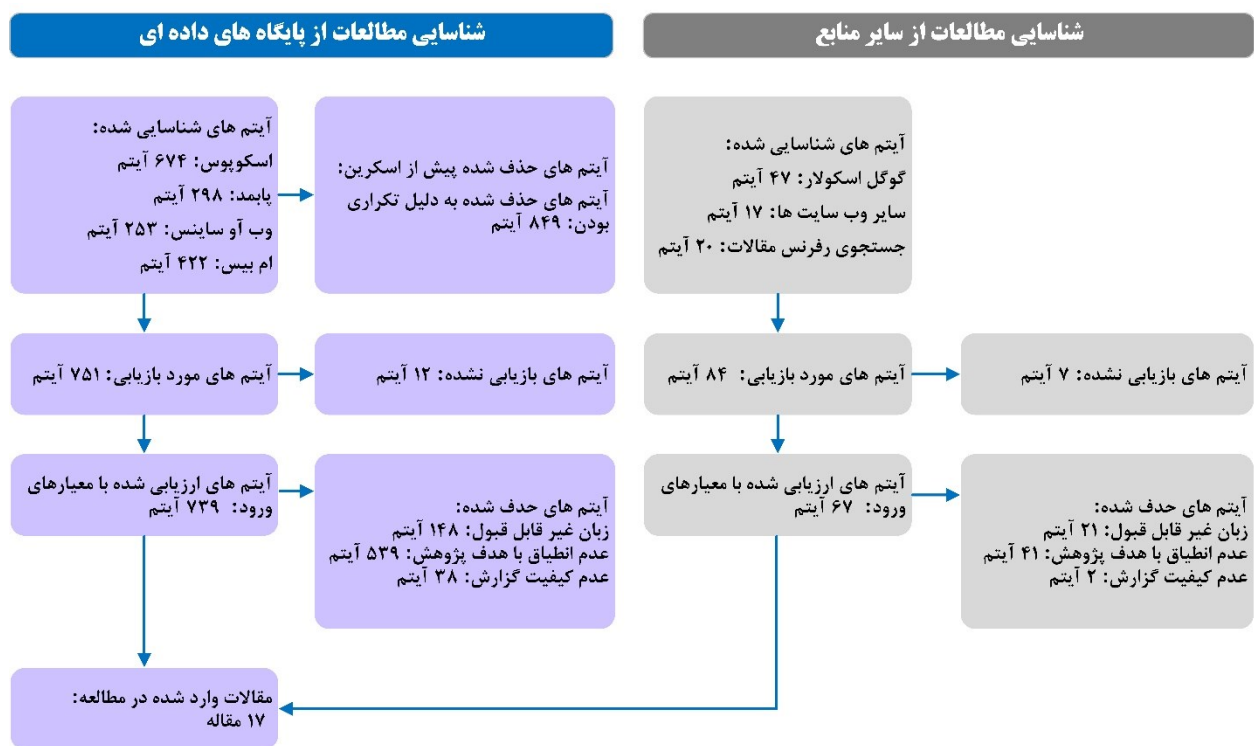 شناسایی مطالعات از پایگاه های داده ای
آیتم های شناسایی شده:
اسکوپوس: ۶۷۴ آیتم
پابمد: ۲۹۸ آیتم
وب آو ساینس: ۲۵۳ آیتم
ام بیس: ۴۲۲ آیتم
آیتم های حذف شده پیش از اسکرین:
آیتم های حذف شده به دلیل تکراری
بودن: ۸۴۹ آیتم
آیتم های مورد بازیابی: ۷۵۱ آیتم
آیتم های بازیابی نشده: ۱۲ آیتم
آیتم های ارزیابی شده با معیارهای
ورود: ۷۳۹ آیتم
آیتم های حدف شده:
زبان غیر قابل قبول: ۱۴۸ آیتم
عدم انطیاق با هدف پژوهش: ۵۳۹ آیتم
عدم کیفیت گزارش: ۳۸ آیتم
مقالات وارد شده در مطالعه:
۱۷ مقاله
شناسایی مطالعات از سایر منابع
آیتم های شناسایی شده:
گوگل اسکولار: ۴۷ آیتم
سایر وب سایت ها: ۱۷ آیتم
جستجوی رفرنس مقالات: ۲۰ آیتم
آیتم های مورد بازیابی: ۸۴ آیتم
آیتم های بازیابی نشده: ۷ آیتم
آیتم های ارزیابی شده با معیارهای
ورود: ۶۷ آیتم
آیتم های حدف شده:
زبان غیر قابل قبول: ۲۱ آیتم
عدم انطیاق با هدف پژوهش: ۴۱ آیتم
عدم کیفیت گزارش: ۲ آیتم